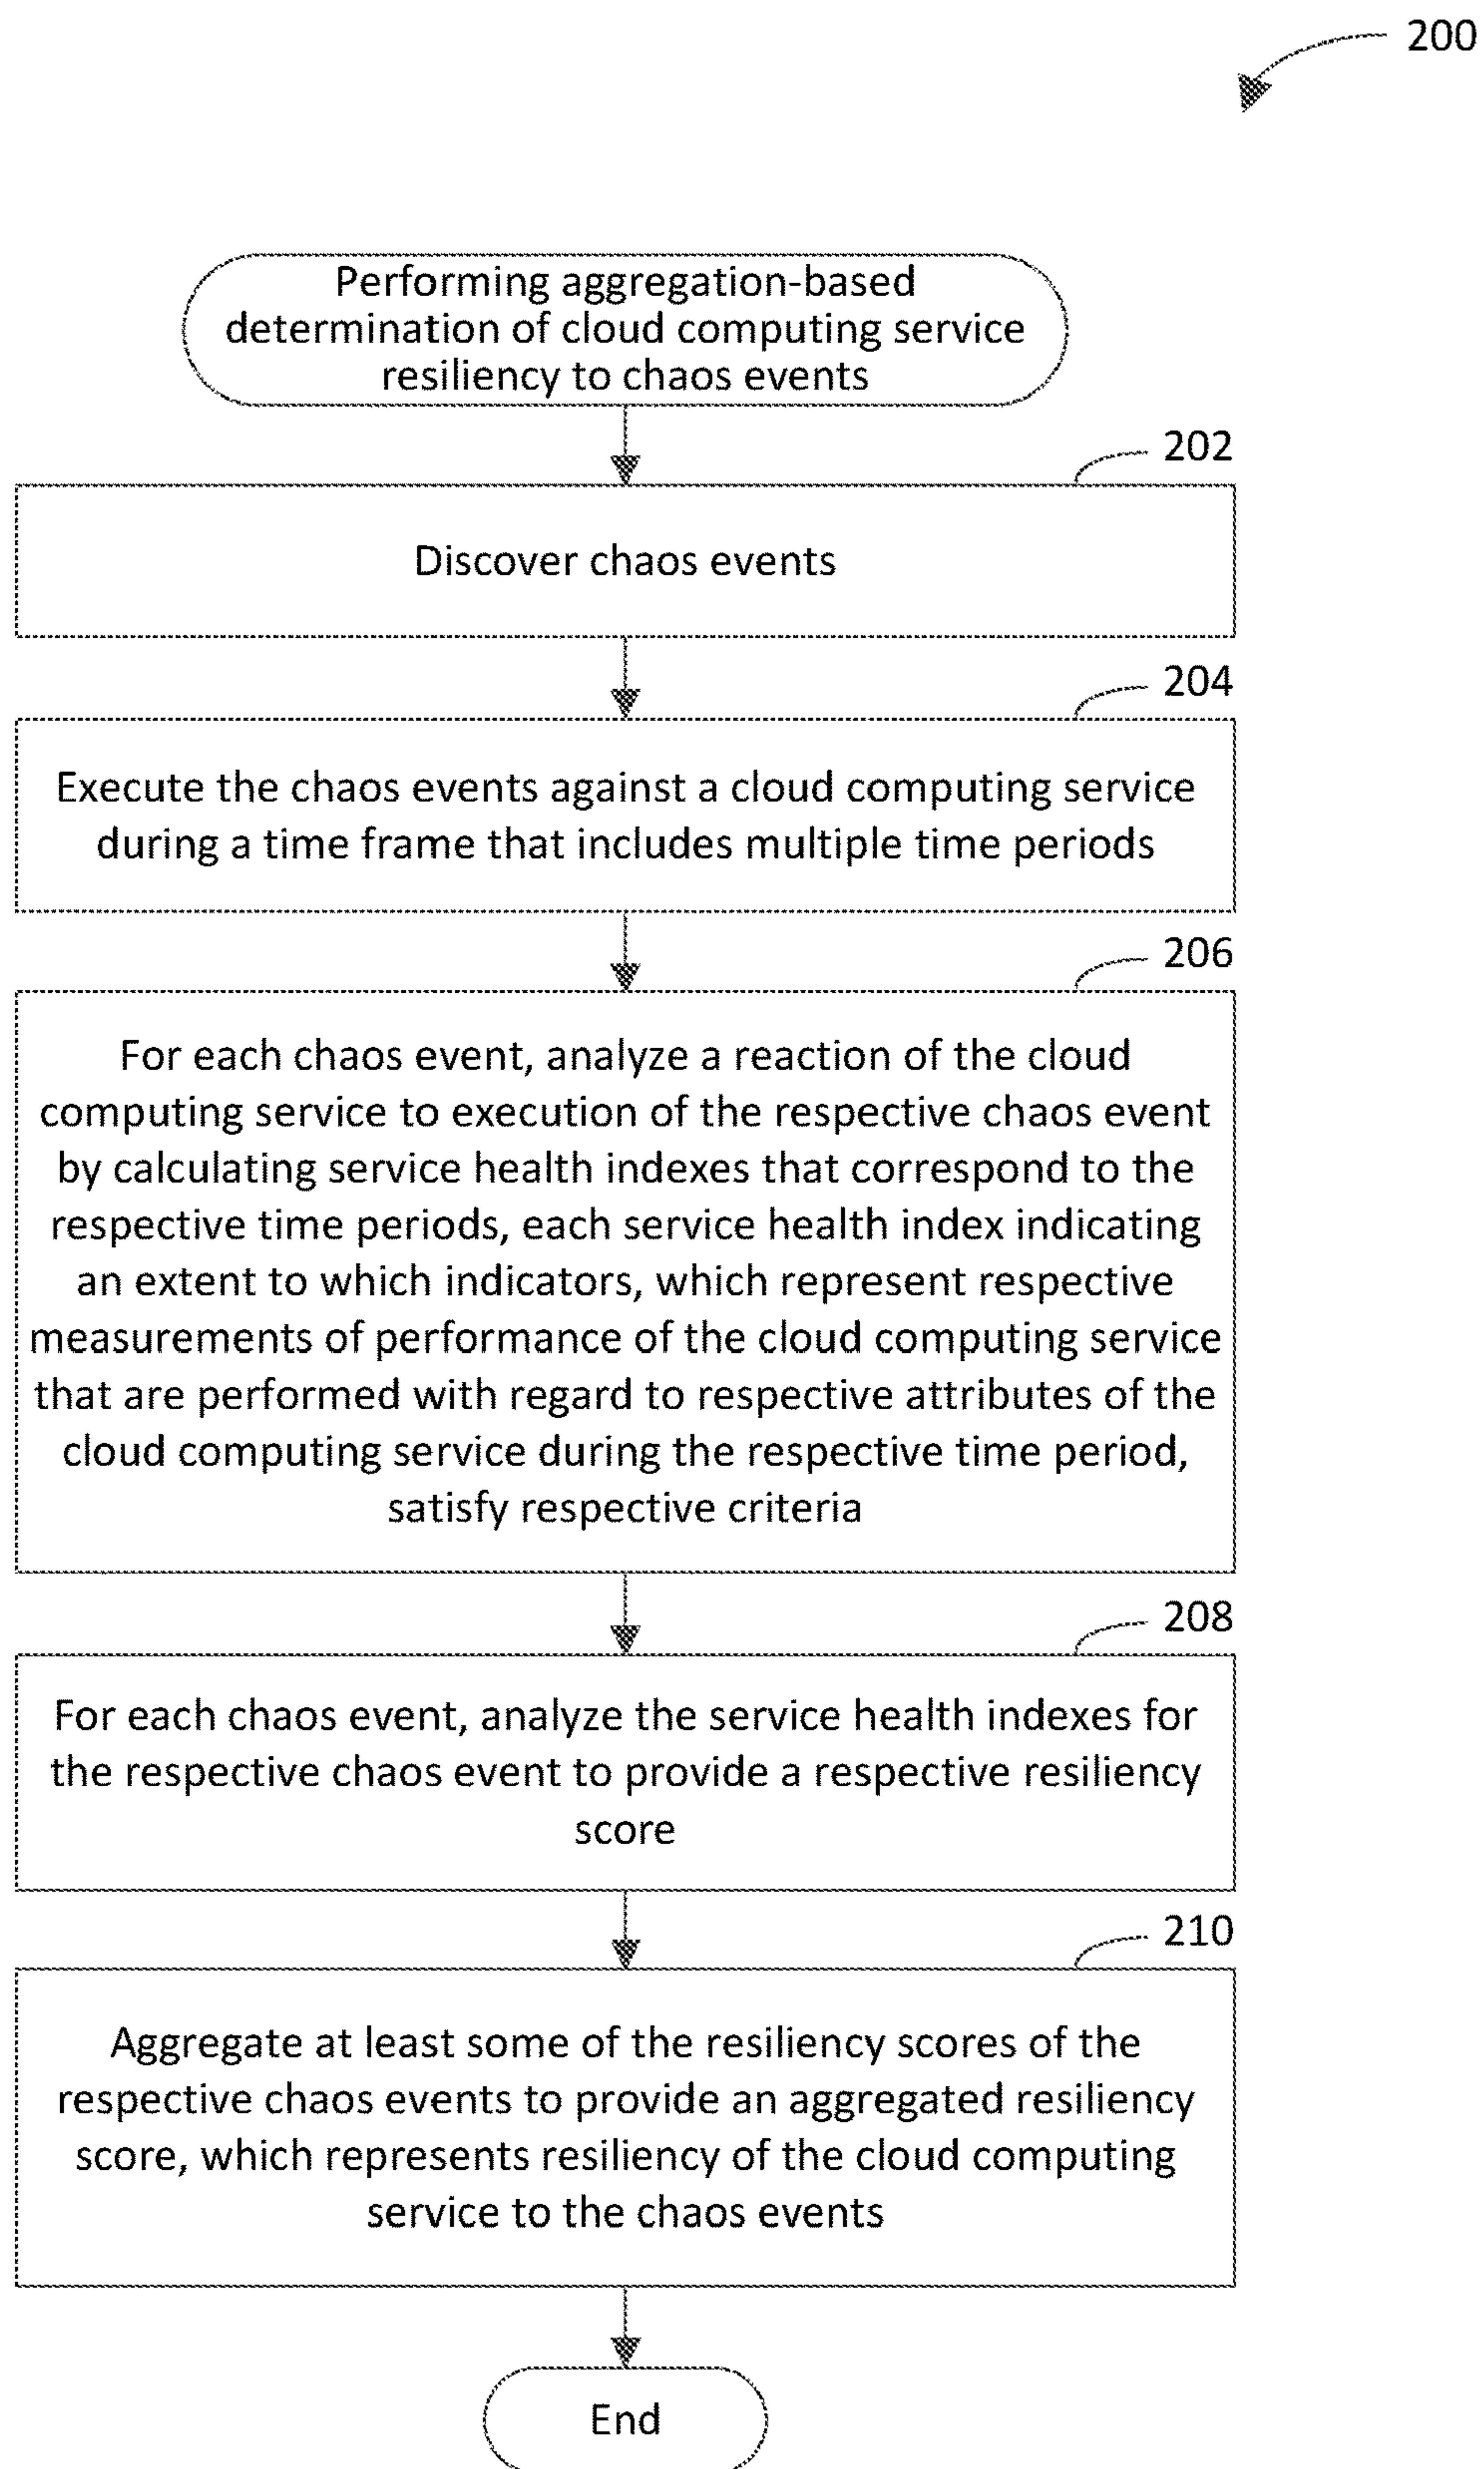 200
Performing aggregation-based
determination of cloud computing service
resiliency to chaos events
202
Discover chaos events
204
Execute the chaos events against a cloud computing service
during a time frame that includes multiple time periods
206
For each chaos event, analyze a reaction of the cloud
computing service to execution of the respective chaos event
by calculating service health indexes that correspond to the
respective time periods, each service health index indicating
an extent to which indicators, which represent respective
measurements of performance of the cloud computing service
that are performed with regard to respective attributes of the
cloud computing service during the respective time period,
satisfy respective criteria
208
For each chaos event, analyze the service health indexes for
the respective chaos event to provide a respective resiliency
score
210
Aggregate at least some of the resiliency scores of the
respective chaos events to provide an aggregated resiliency
score, which represents resiliency of the cloud computing
service to the chaos events
End